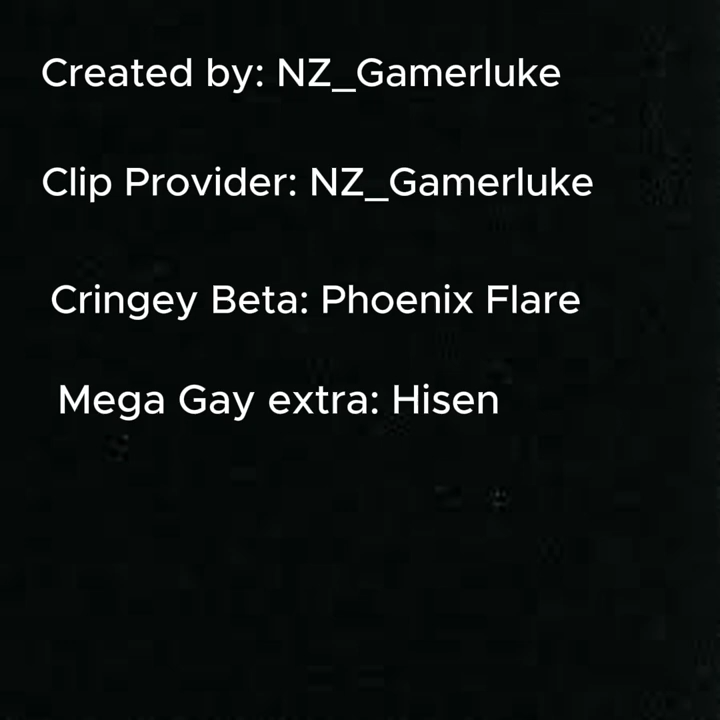 Created by: NZ_Gamerluke
Clip Provider: NZ_Gamerluke
Cringey Beta: Phoenix Flare
Mega Gay extra: Hisen